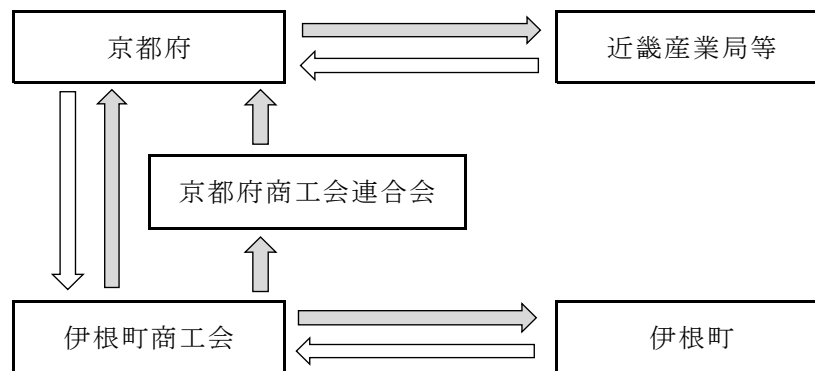 京都府
近畿産業局等
京都府商工会連合会
伊根町商工会
伊根町